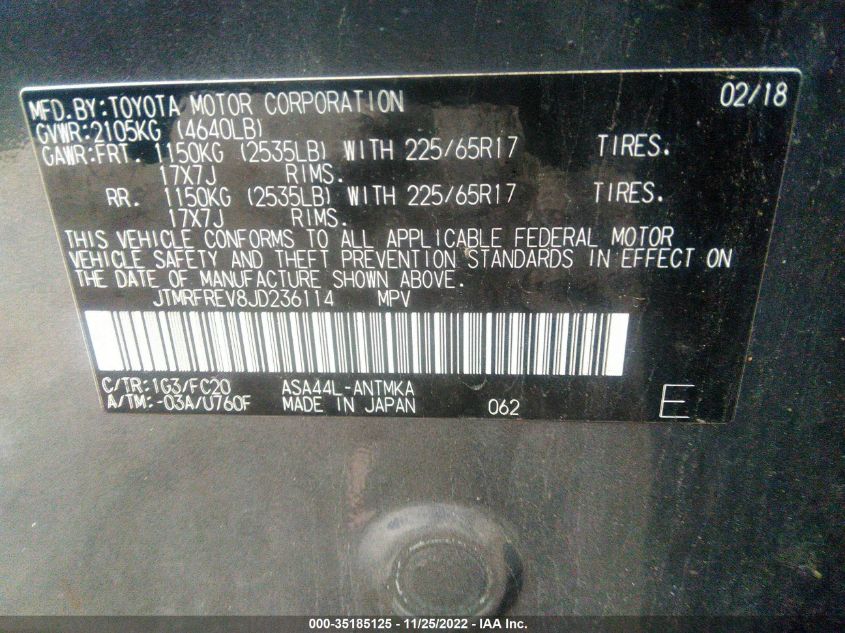 MFD.BY:TOYOTA MOTOR CORPORATION 02/18
GVWR:2105KG (4640LB)
GAWR:FRT. 1150KG (2535LB) WITH 225/65R17 TIRES.
17X7J RIMS.
RR. 1150KG (2535LB) WITH 225/65R17 TIRES.
17X7J RIMS.
THIS VEHICLE CONFORMS TO ALL APPLICABLE FEDERAL MOTOR
VEHICLE SAFETY AND THEFT PREVENTION STANDARDS IN EFFECT ON
THE DATE OF MANUFACTURE SHOWN ABOVE.
JTMRFREV8JD236114 MPV
C/TR:1G3/FC20 ASA44L-ANTMKA
A/TM:-03A/U760F MADE IN JAPAN 062 E
000-35185125 - 11/25/2022 - IAA Inc.